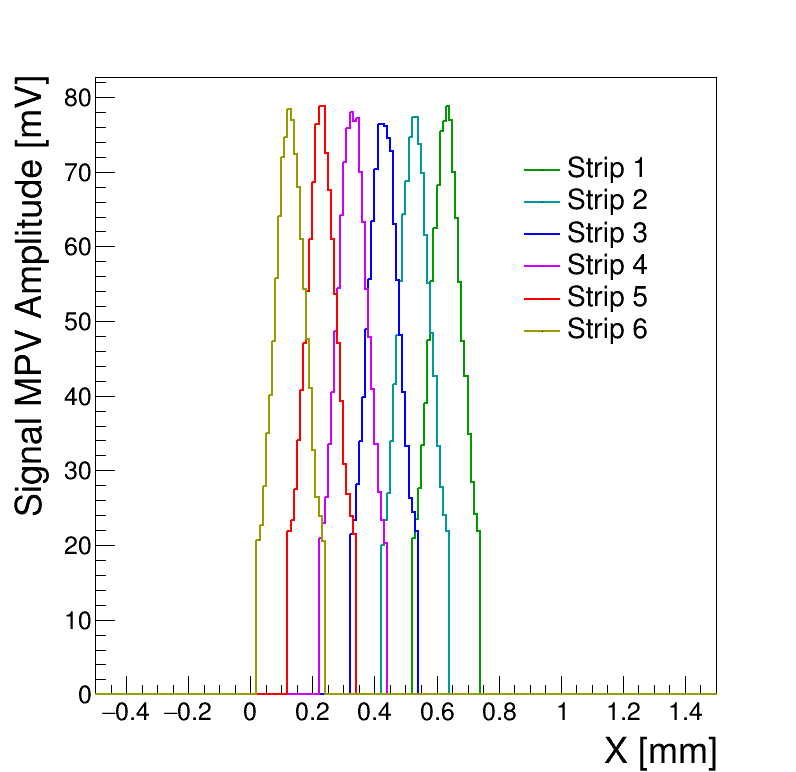 Signal MPV Amplitude [mV]
80
70
60
50
40
30
20
10
0
Strip 1
Strip 2
Strip 3
Strip 4
Strip 5
Strip 6
−0.4 −0.2 0 0.2 0.4 0.6 0.8 1 1.2 1.4
X [mm]